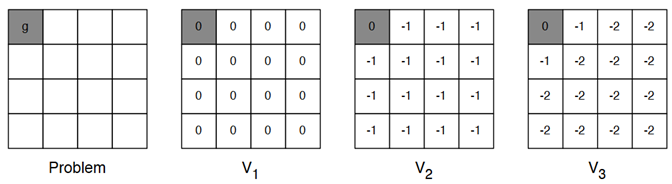 g
0 0 0 0
0 0 0 0
0 0 0 0
0 0 0 0
0 -1 -1 -1
-1 -1 -1 -1
-1 -1 -1 -1
-1 -1 -1 -1
0 -1 -2 -2
-1 -2 -2 -2
-2 -2 -2 -2
-2 -2 -2 -2
Problem
V1
V2
V3